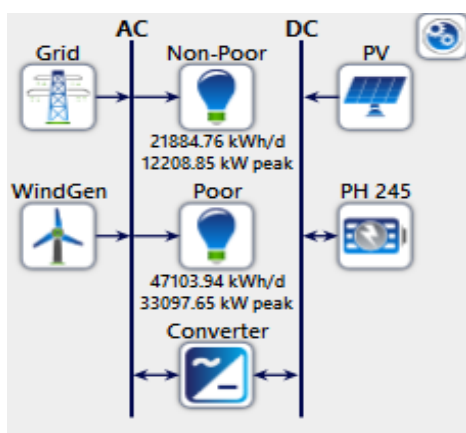 AC DC
Grid Non-Poor PV
21884.76 kWh/d
12208.85 kW peak
WindGen Poor PH 245
47103.94 kWh/d
33097.65 kW peak
Converter